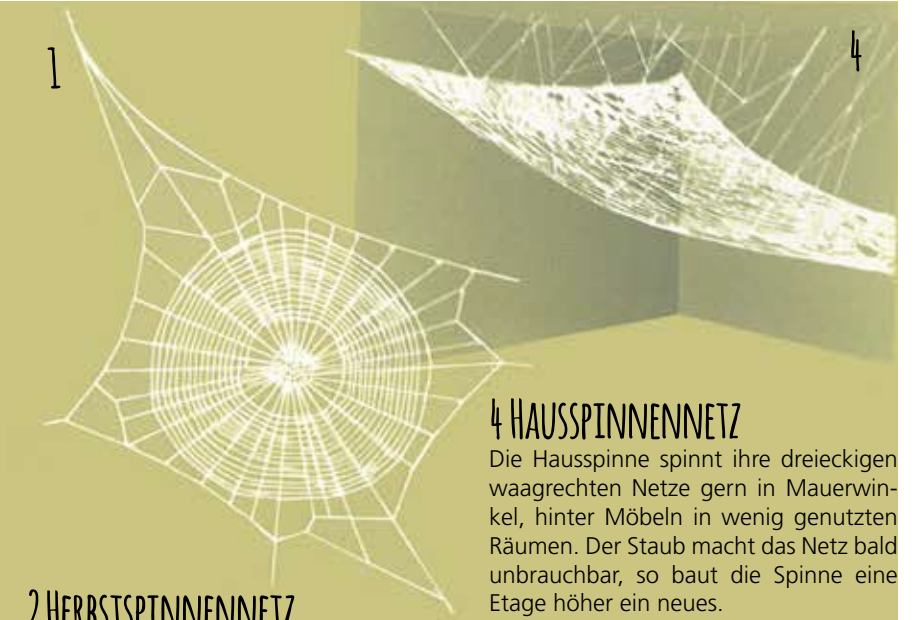 1
4
4 Hausspinnennetz
Die Hausspinne spinnt ihre dreieckigen
waagrechten Netze gern in Mauerwin-
kel, hinter Möbeln in wenig genutzten
Räumen. Der Staub macht das Netz bald
unbrauchbar, so baut die Spinne eine
Etage höher ein neues.
2 Herbstspinnennetz